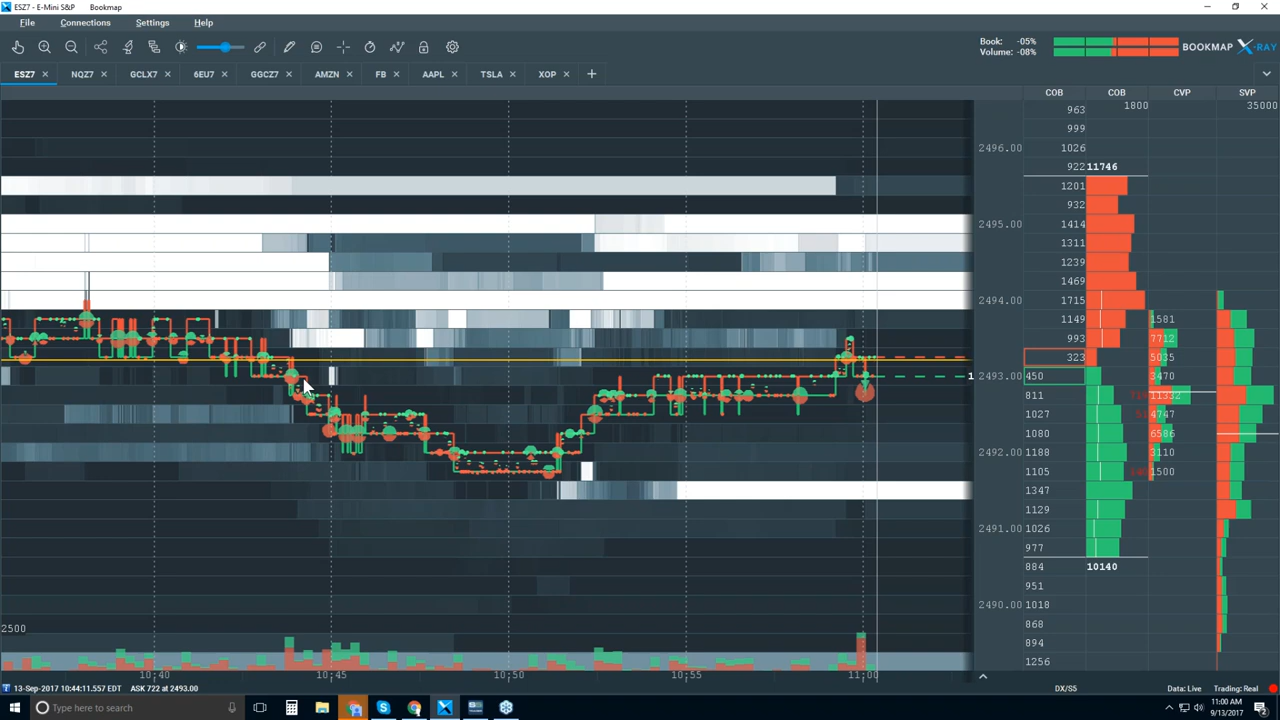 ESZ7 - E-Mini S&P Bookmap
File Connections Settings Help
Book: -05%
Volume: -08%
BOOKMAP X-RAY
ESZ7 NQZ7 GCLX7 6EU7 GGCZ7 AMZN FB AAPL TSLA XOP
COB COB CVP SVP
963 1800 35000
999
2496.00 1026
922 11746
1201
932
2495.00 1414
1311
1239
1469
2494.00 1715
1149 1581
993 7712
323 5035
1 2493.00 450 3470
811 11332
1027 4747
1080 6586
2492.00 1188 3110
1105 1500
1347
1129
2491.00 1026
977
884 10140
951
2490.00 1018
868
2500 894
1256
10:40 10:45 10:50 10:55 11:00
13-Sep-2017 10:44:11.557 EDT ASK 722 at 2493.00
DX/S5 Data: Live Trading: Real
Type here to search
11:00 AM
9/13/2017
2